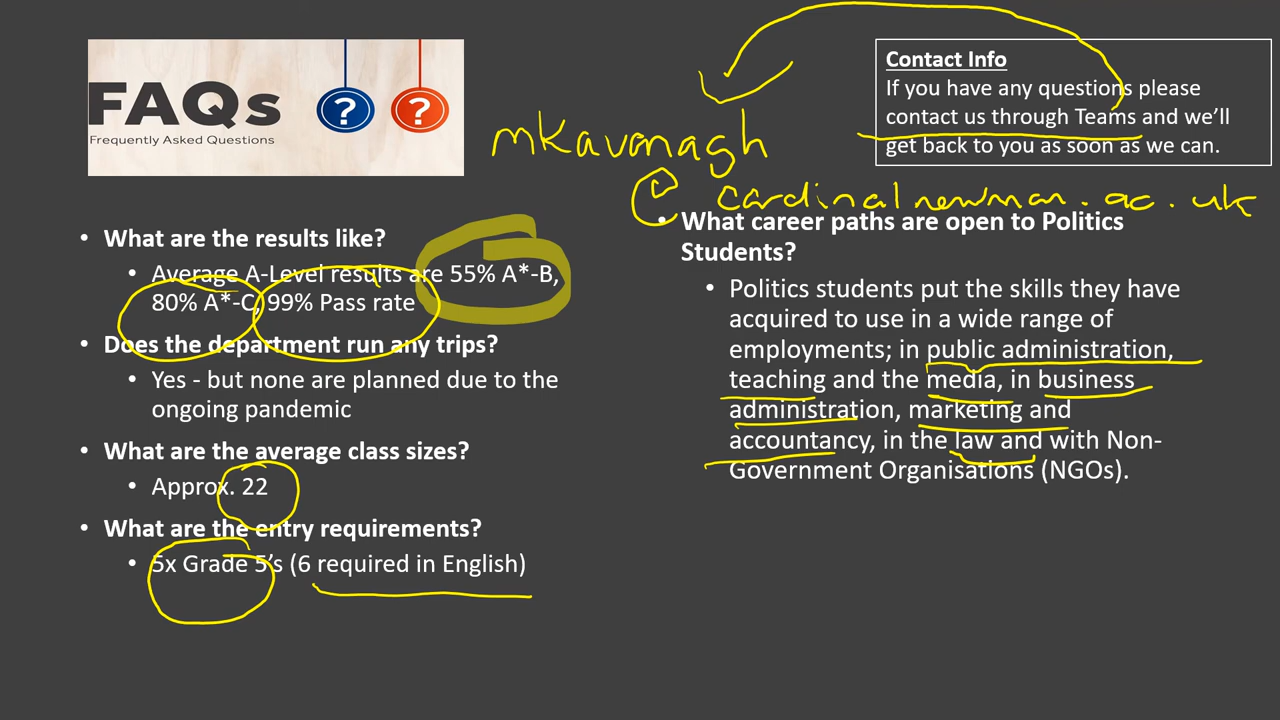 FAQs
Frequently Asked Questions
?
?
Contact Info
If you have any questions please
contact us through Teams and we'll
get back to you as soon as we can.
mKavanagh
@ cardinalnewman.ac.uk
• What are the results like?
• Average A-Level results are 55% A*-B,
80% A*-C, 99% Pass rate
• Does the department run any trips?
• Yes - but none are planned due to the
ongoing pandemic
• What are the average class sizes?
• Approx. 22
• What are the entry requirements?
• 5x Grade 5's (6 required in English)
• What career paths are open to Politics
Students?
• Politics students put the skills they have
acquired to use in a wide range of
employments; in public administration,
teaching and the media, in business
administration, marketing and
accountancy, in the law and with Non-
Government Organisations (NGOs).